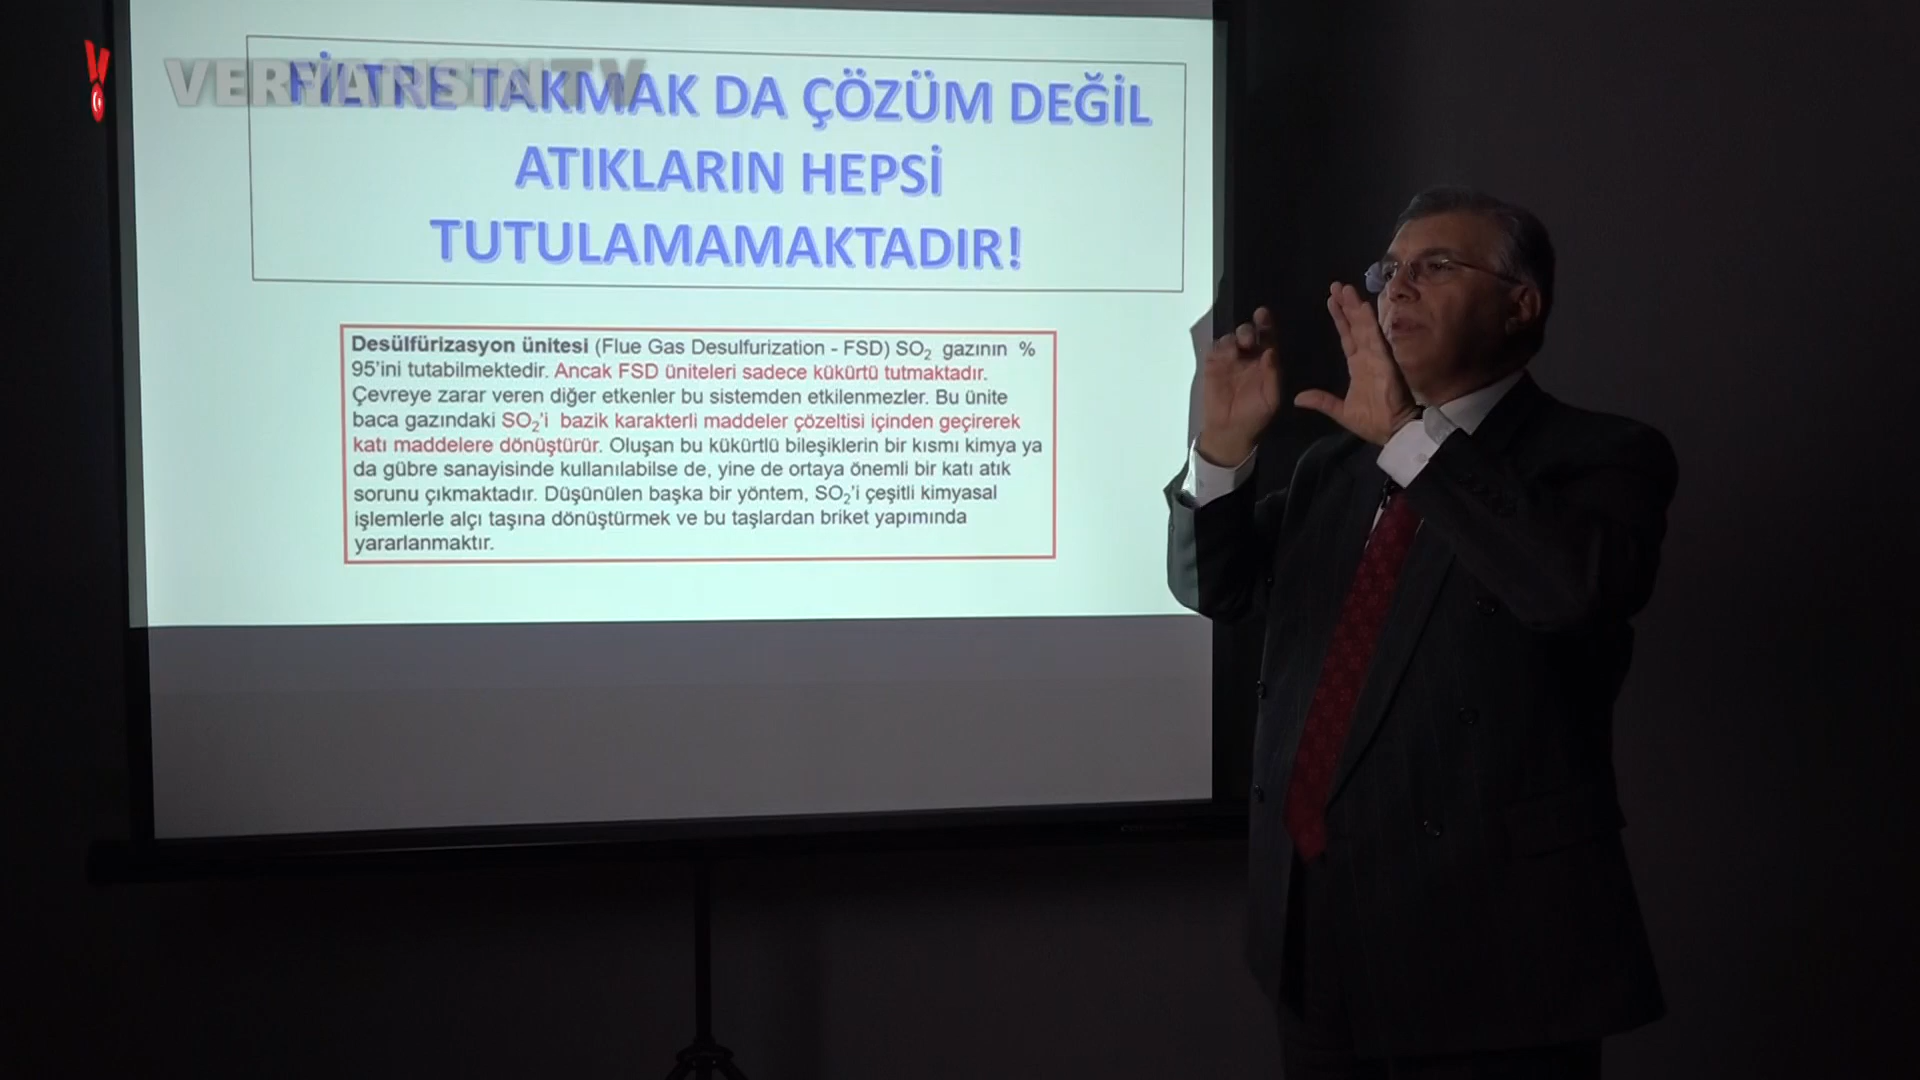 VERYANSIN TV
FİLTRE TAKMAK DA ÇÖZÜM DEĞİL
ATIKLARIN HEPSİ
TUTULAMAMAKTADIR!
Desülfürizasyon ünitesi (Flue Gas Desulfurization - FSD) SO₂ gazının %
95'ini tutabilmektedir. Ancak FSD üniteleri sadece kükürtü tutmaktadır.
Çevreye zarar veren diğer etkenler bu sistemden etkilenmezler. Bu ünite
baca gazındaki SO₂'i bazik karakterli maddeler çözeltisi içinden geçirerek
katı maddelere dönüştürür. Oluşan bu kükürtlü bileşiklerin bir kısmı kimya ya
da gübre sanayisinde kullanılabilse de, yine de ortaya önemli bir katı atık
sorunu çıkmaktadır. Düşünülen başka bir yöntem, SO₂'i çeşitli kimyasal
işlemlerle alçı taşına dönüştürmek ve bu taşlardan briket yapımında
yararlanmaktır.